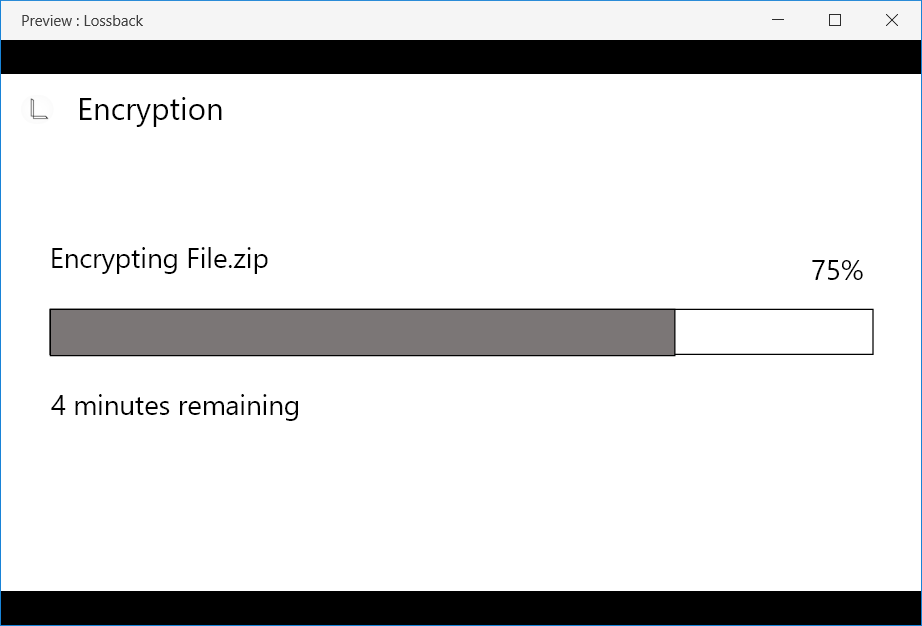 Preview : Lossback
Encryption
Encrypting File.zip
75%
4 minutes remaining